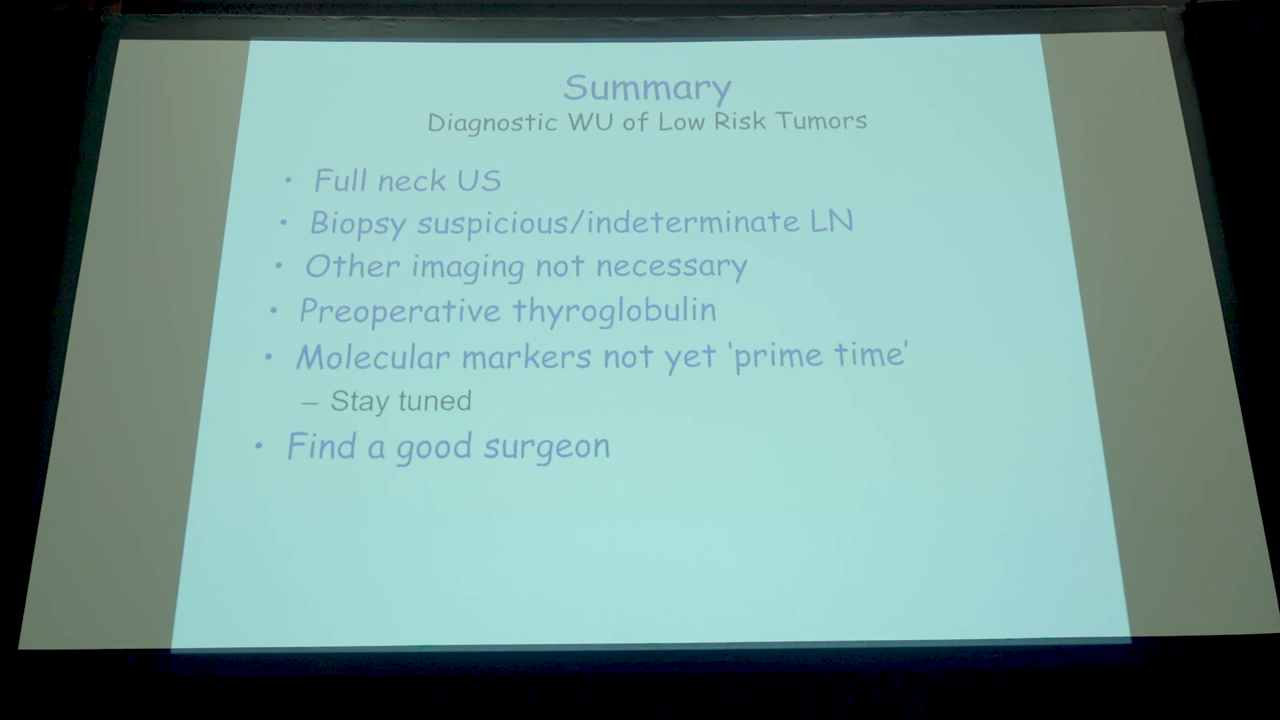 Summary
Diagnostic WU of Low Risk Tumors
• Full neck US
• Biopsy suspicious/indeterminate LN
• Other imaging not necessary
• Preoperative thyroglobulin
• Molecular markers not yet 'prime time'
– Stay tuned
• Find a good surgeon